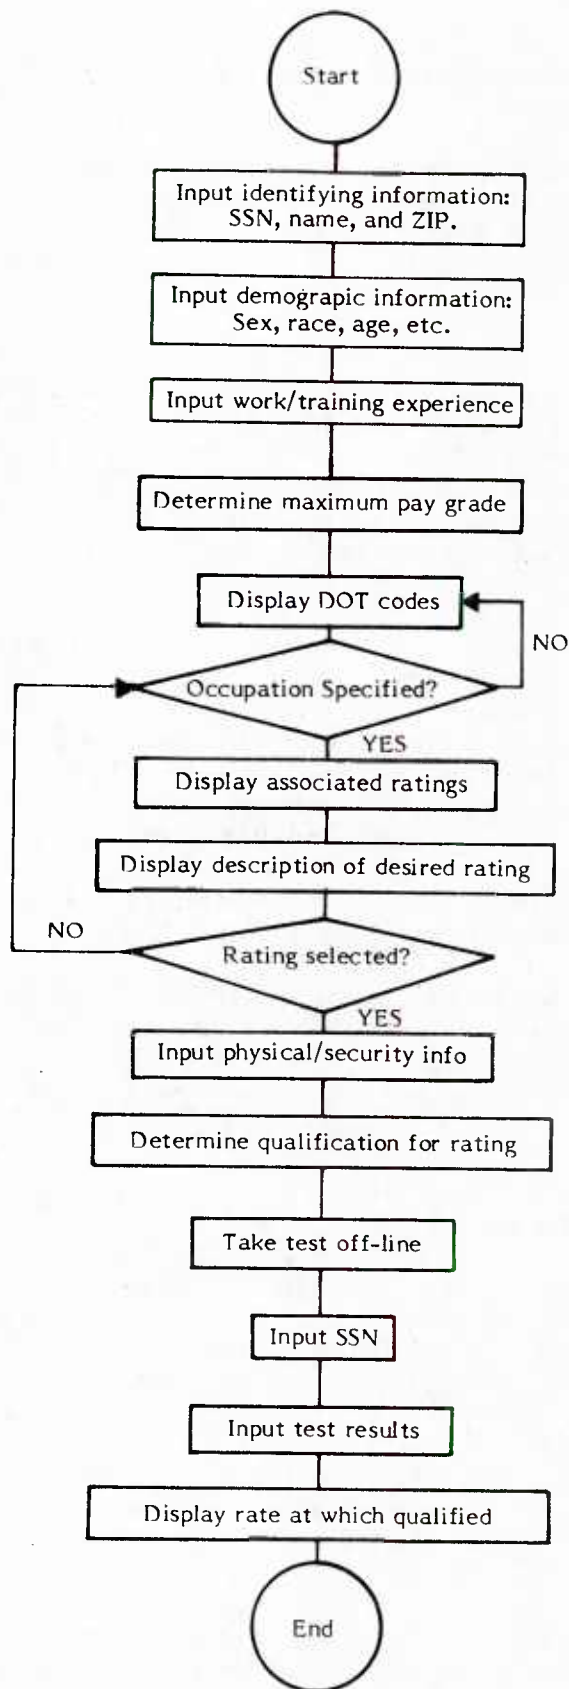 Start
Input identifying information:
SSN, name, and ZIP.
Input demograpic information:
Sex, race, age, etc.
Input work/training experience
Determine maximum pay grade
Display DOT codes
NO
Occupation Specified?
YES
Display associated ratings
Display description of desired rating
NO
Rating selected?
YES
Input physical/security info
Determine qualification for rating
Take test off-line
Input SSN
Input test results
Display rate at which qualified
End